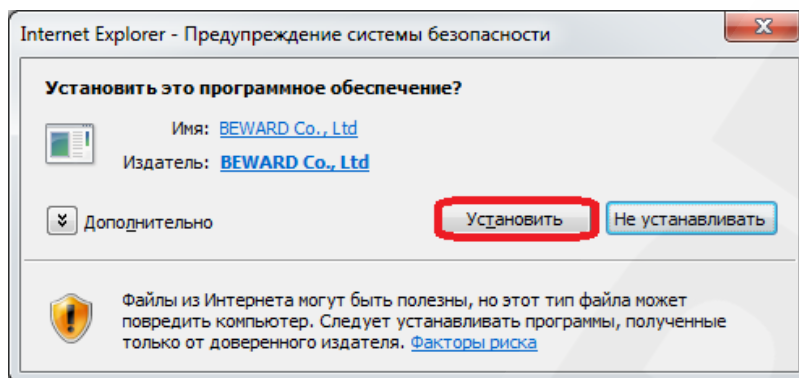 Internet Explorer - Предупреждение системы безопасности
Установить это программное обеспечение?
Имя: BEWARD Co., Ltd
Издатель: BEWARD Co., Ltd
Дополнительно
Установить
Не устанавливать
Файлы из Интернета могут быть полезны, но этот тип файла может
повредить компьютер. Следует устанавливать программы, полученные
только от доверенного издателя. Факторы риска